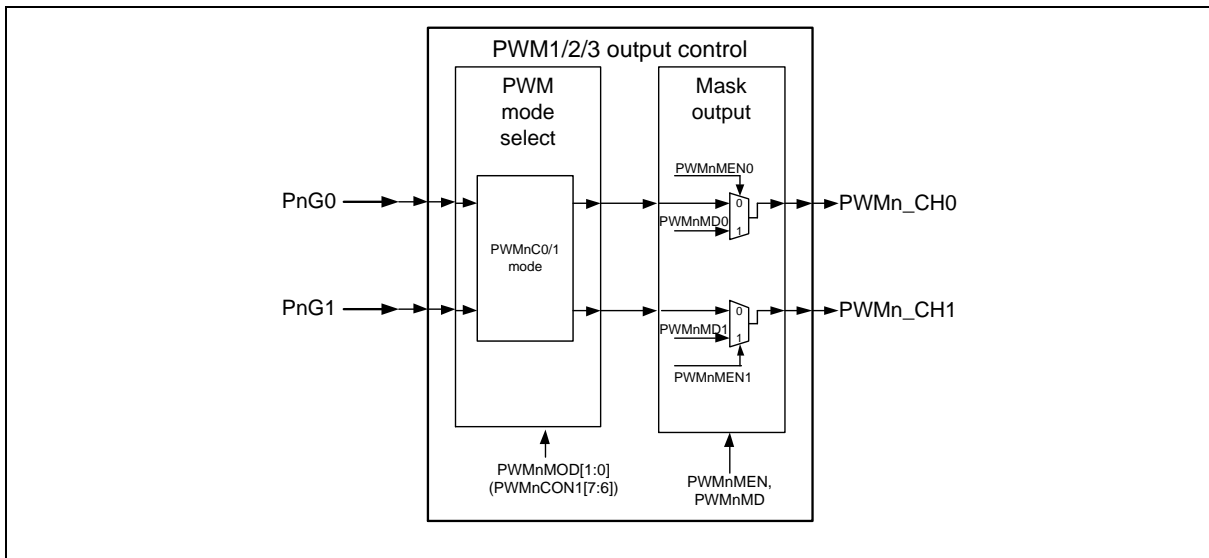 PWM1/2/3 output control
PWM
mode
select
Mask
output
PWMnMEN0
PnG0
0
PWMn_CH0
PWMnMD0
1
PWMnC0/1
mode
PnG1
0
PWMn_CH1
PWMnMD1
1
PWMnMEN1
PWMnMOD[1:0]
(PWMnCON1[7:6])
PWMnMEN,
PWMnMD